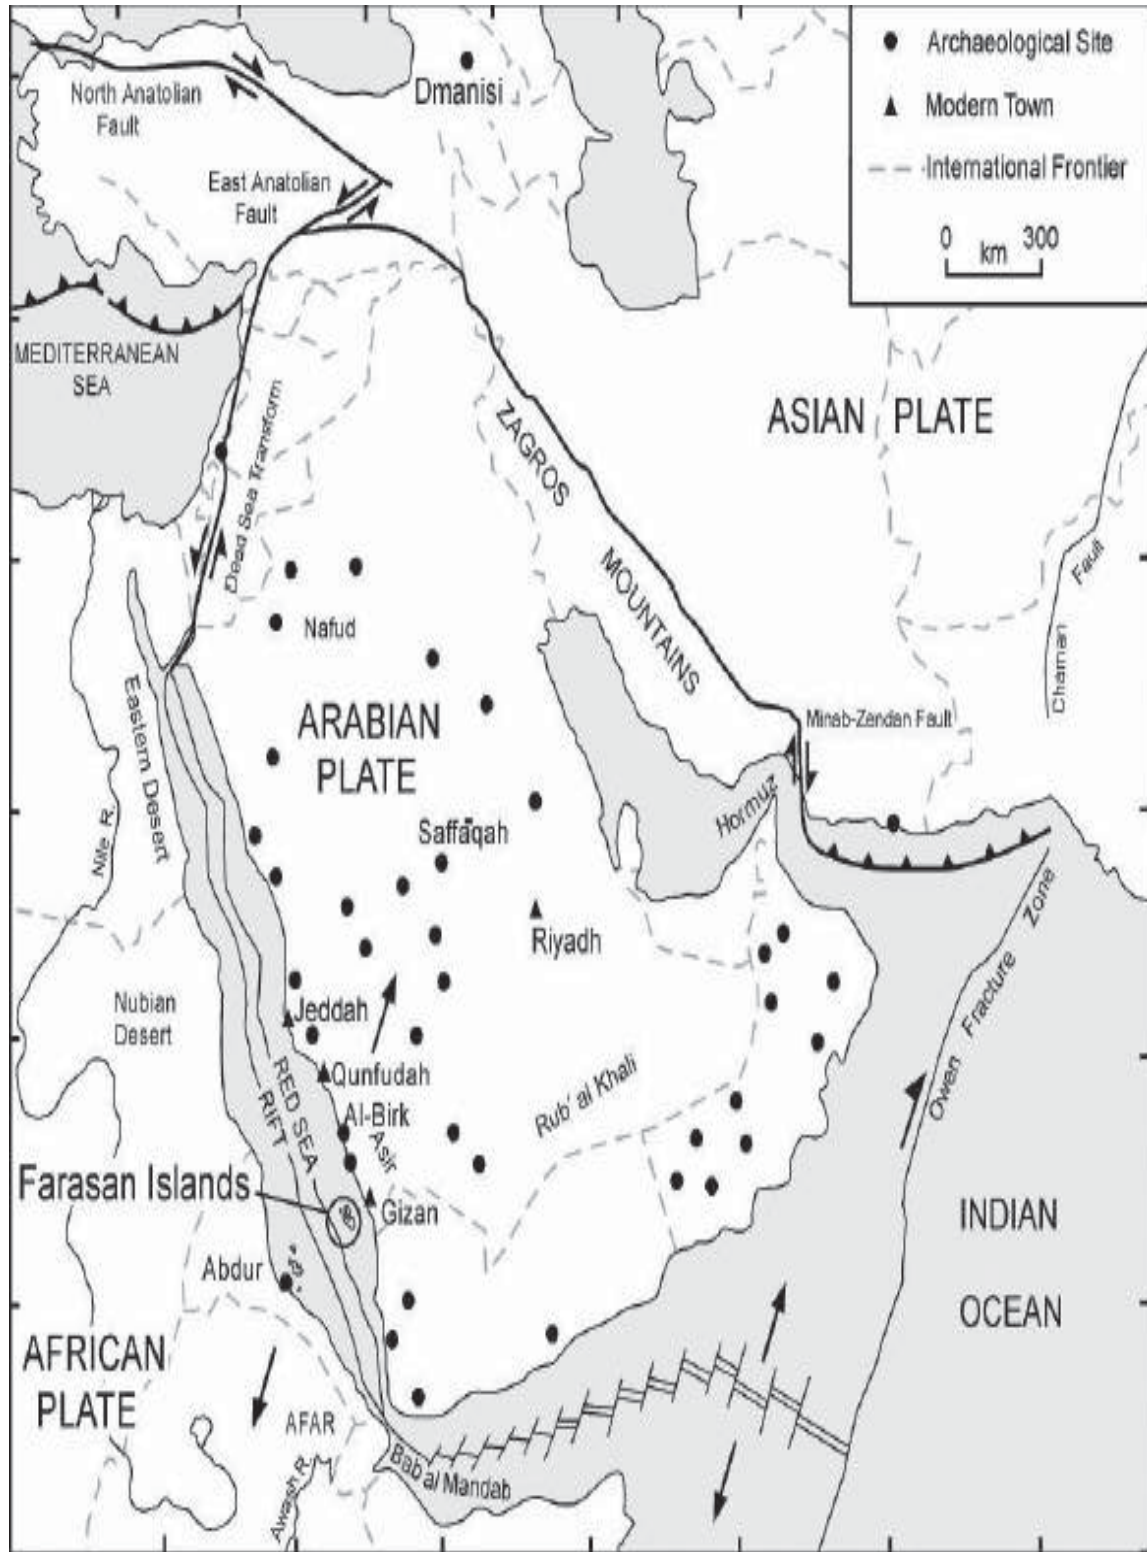 Archaeological Site
Modern Town
International Frontier
0 300
km
North Anatolian
Fault
Dmanisi
East Anatolian
Fault
MEDITERRANEAN
SEA
ASIAN PLATE
ZAGROS
MOUNTAINS
Dead Sea Transform
Chaman
Fault
Nafud
Eastern Desert
ARABIAN
PLATE
Minab-Zendan Fault
Hormuz
Nile R.
Saffāqah
Riyadh
Owen Fracture Zone
Nubian
Desert
Jeddah
Qunfudah
Al-Birk
Asir
RED SEA
RIFT
Rub' al Khali
Farasan Islands
Gizan
INDIAN
OCEAN
Abdur
AFRICAN
PLATE
AFAR
Awash R.
Bab al Mandab